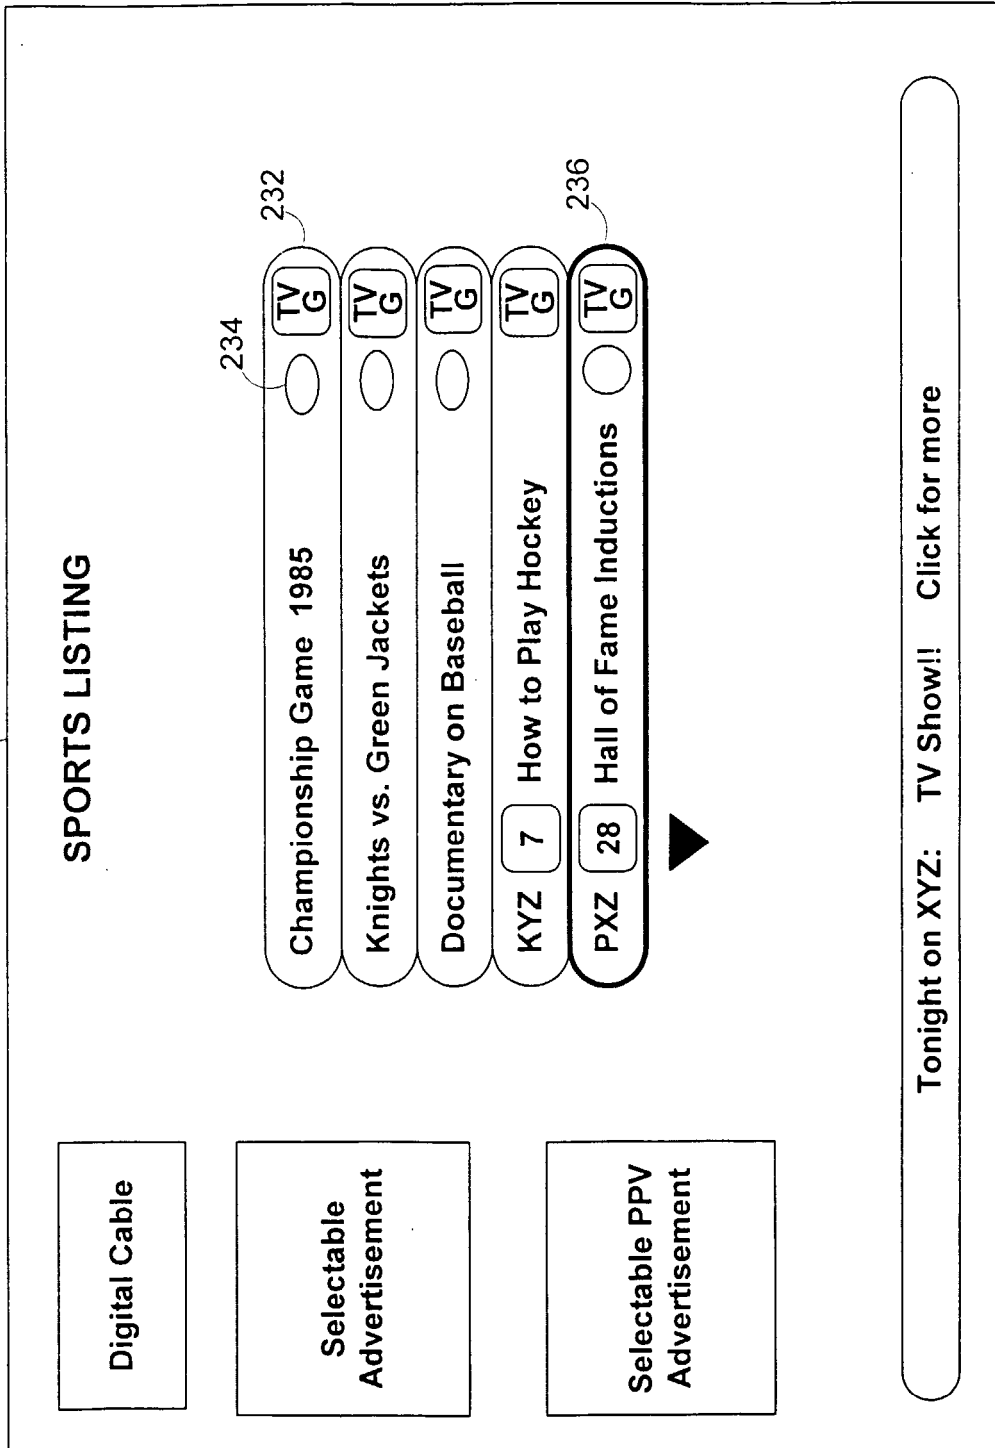 SPORTS LISTING
Digital Cable
Selectable
Advertisement
Selectable PPV
Advertisement
234
232
Championship Game 1985 TV G
Knights vs. Green Jackets TV G
Documentary on Baseball TV G
KYZ 7 How to Play Hockey TV G
PXZ 28 Hall of Fame Inductions TV G
236
Tonight on XYZ: TV Show!! Click for more